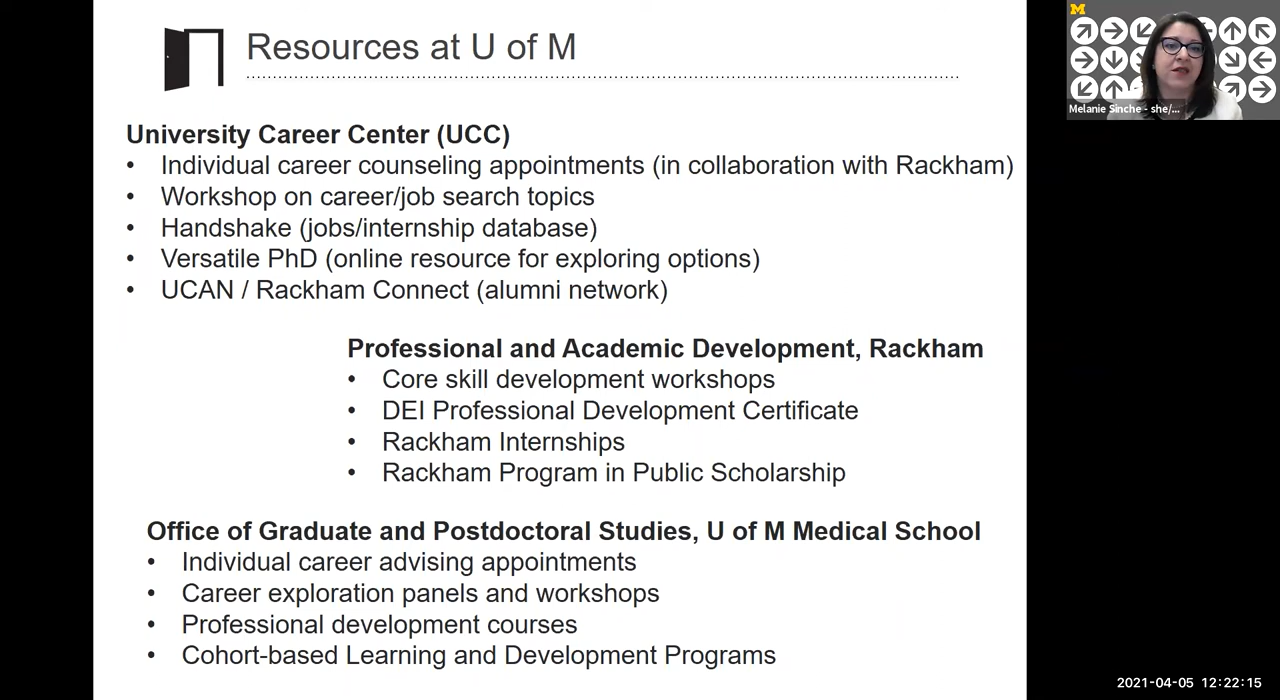 Resources at U of M
University Career Center (UCC)
• Individual career counseling appointments (in collaboration with Rackham)
• Workshop on career/job search topics
• Handshake (jobs/internship database)
• Versatile PhD (online resource for exploring options)
• UCAN / Rackham Connect (alumni network)
Professional and Academic Development, Rackham
• Core skill development workshops
• DEI Professional Development Certificate
• Rackham Internships
• Rackham Program in Public Scholarship
Office of Graduate and Postdoctoral Studies, U of M Medical School
• Individual career advising appointments
• Career exploration panels and workshops
• Professional development courses
• Cohort-based Learning and Development Programs
M
Melanie Sinche - she/...
2021-04-05 12:22:15